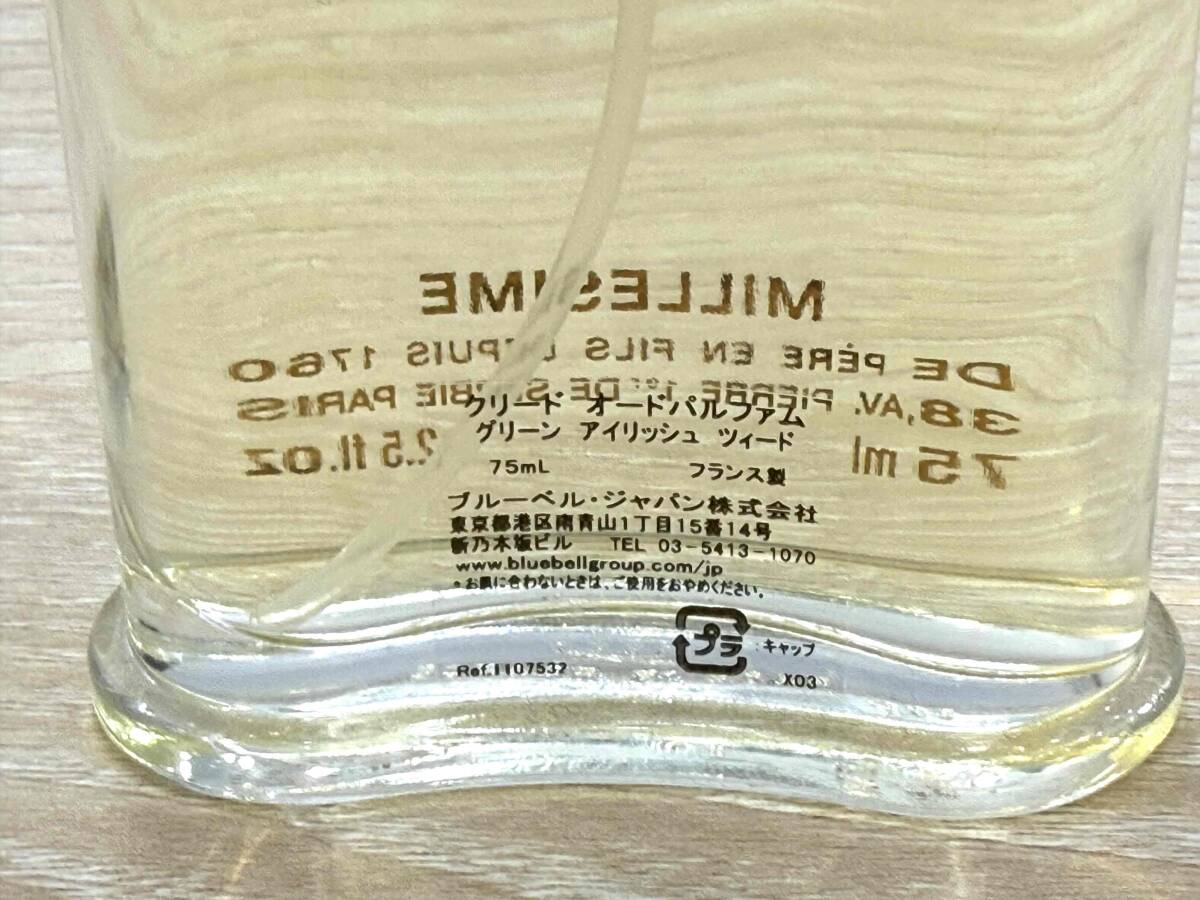 MILLESIME
DE PÈRE EN FILS DEPUIS 1760
38, AV. PIERRE 1er DE SERBIE PARIS
75 ml 2.5 fl.oz
クリード オードパルファム
グリーン アイリッシュ ツィード
75mL フランス製
ブルーベル・ジャパン株式会社
東京都港区南青山1丁目15番14号
新乃木坂ビル TEL 03-5413-1070
www.bluebellgroup.com/jp
*お肌に合わないときは、ご使用をおやめください。
プラ キャップ
Ref.1107532 X03